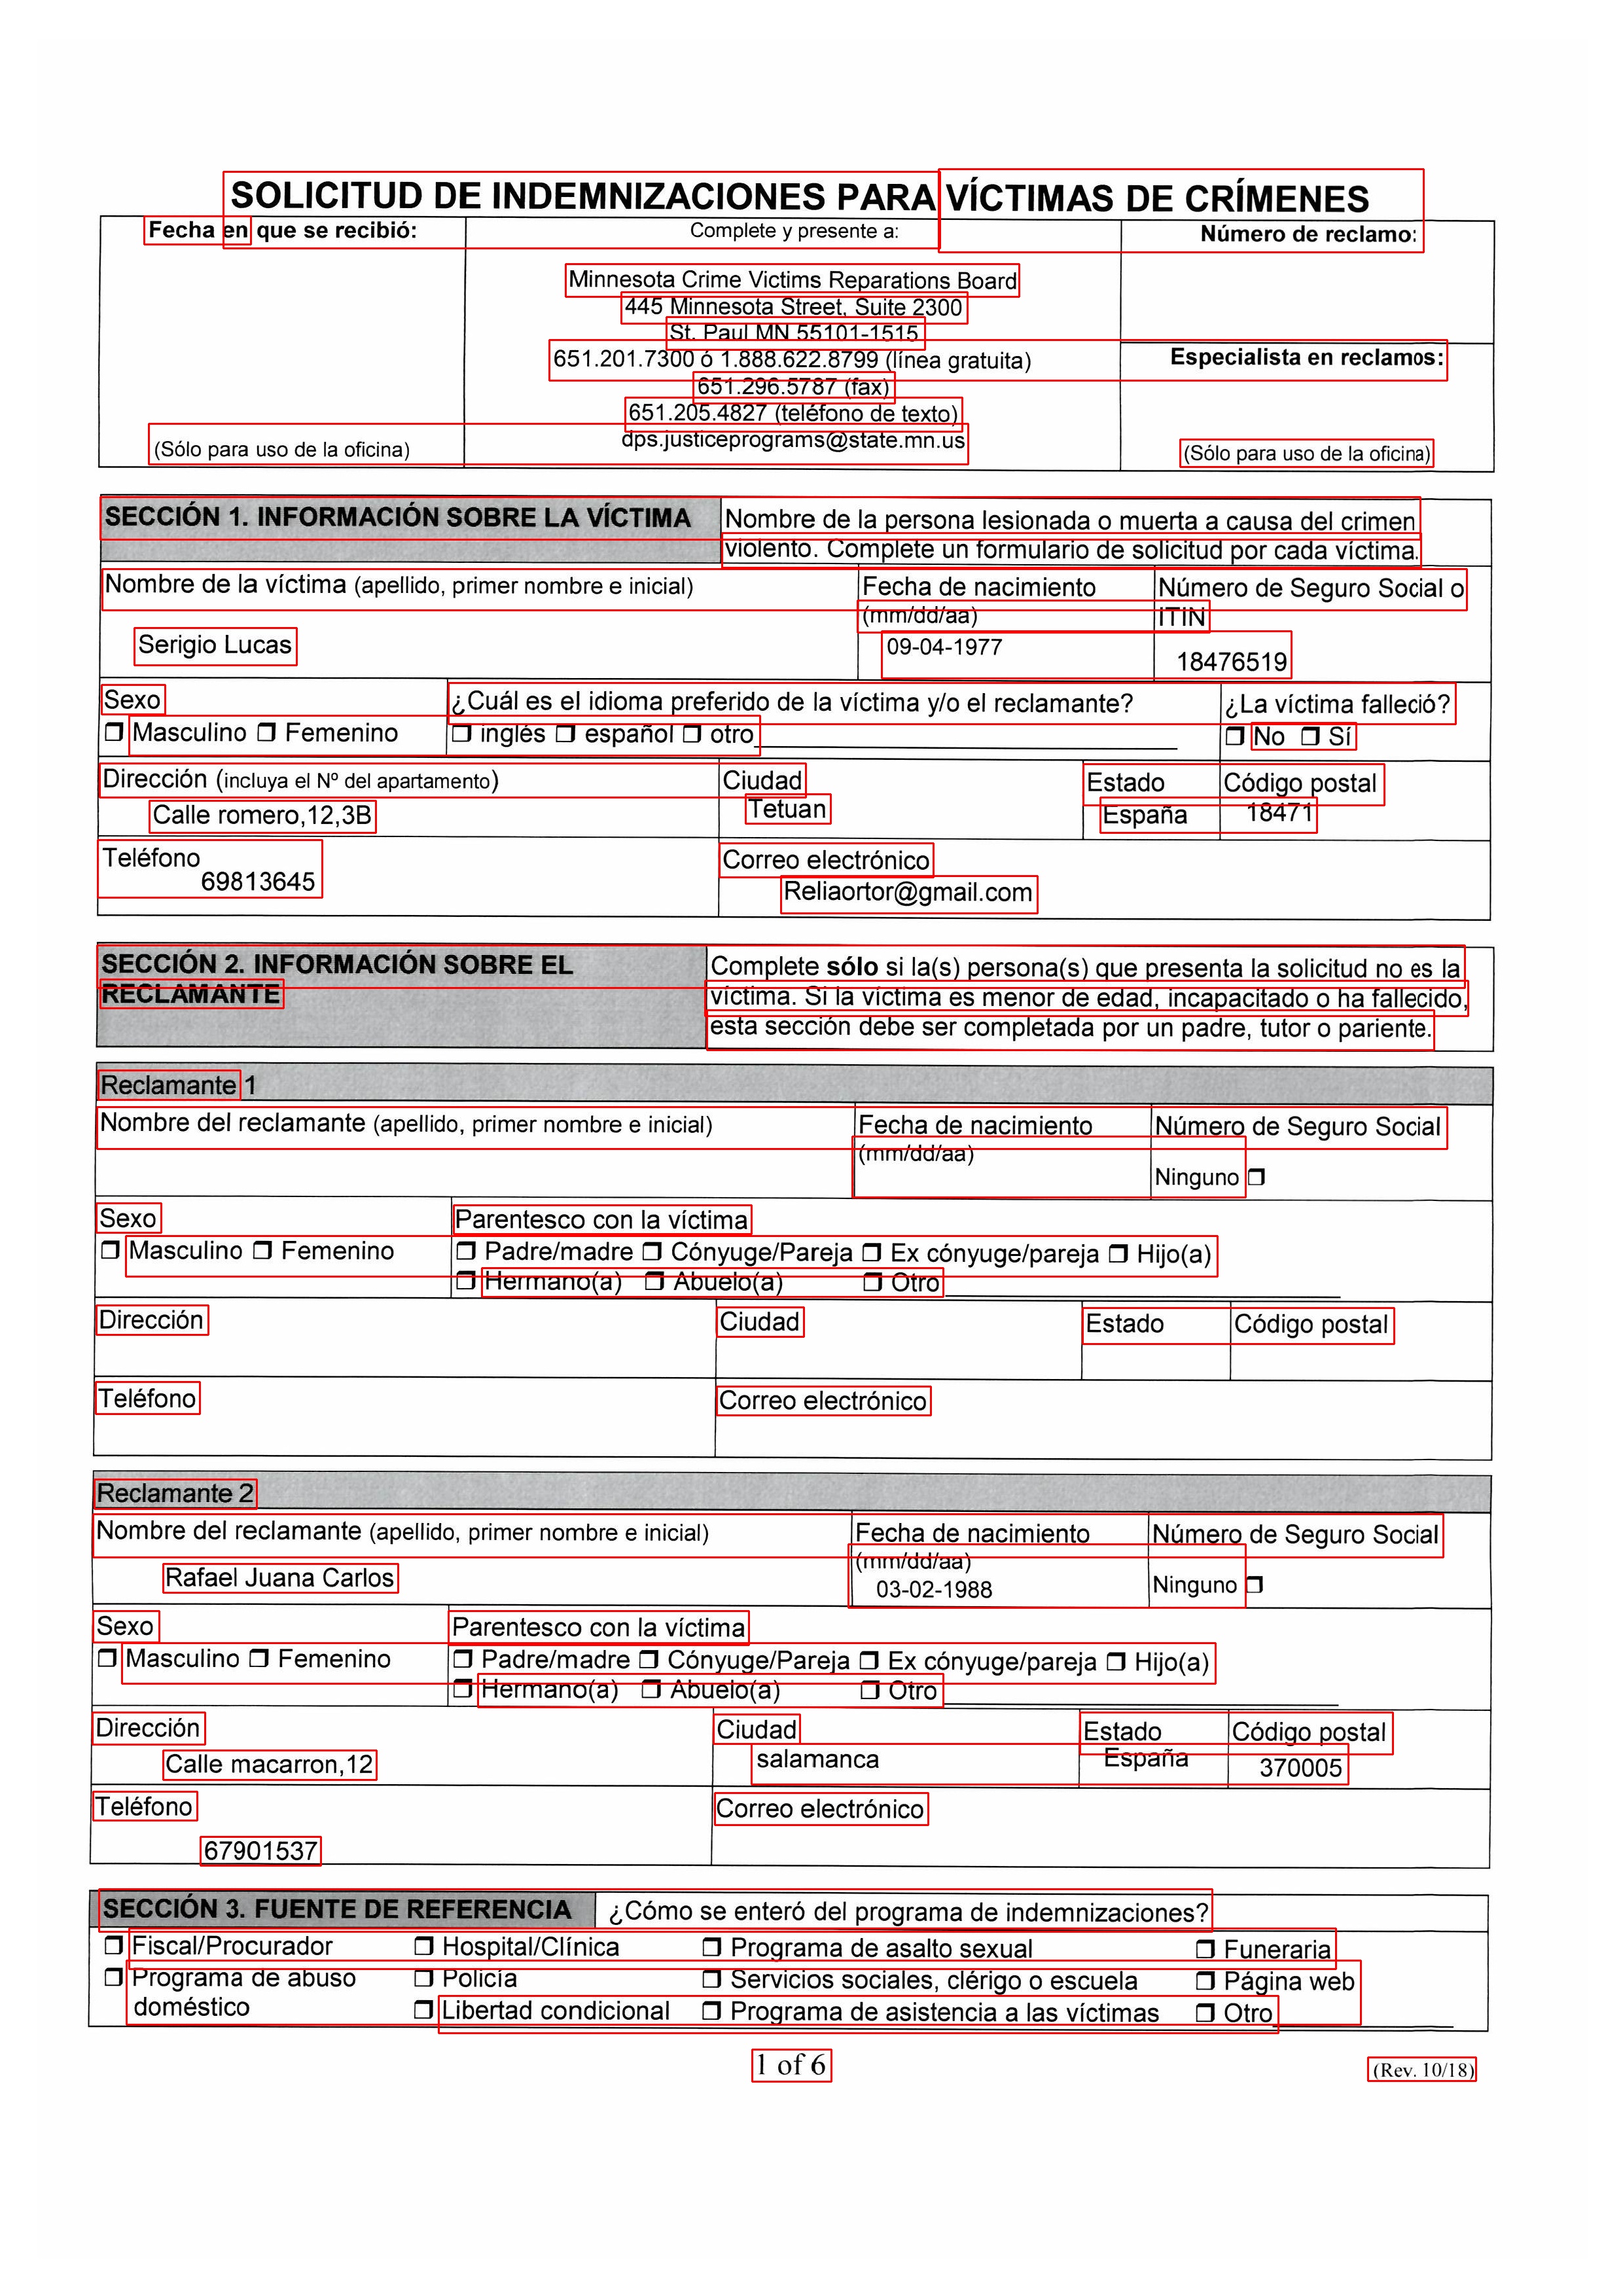 SOLICITUD DE INDEMNIZACIONES PARA VÍCTIMAS DE CRÍMENES
Fecha en que se recibió:
Complete y presente a:
Número de reclamo:
Minnesota Crime Victims Reparations Board
445 Minnesota Street, Suite 2300
St. Paul MN 55101-1515
651.201.7300 ó 1.888.622.8799 (línea gratuita)
Especialista en reclamos:
651.296.5787 (fax)
651.205.4827 (teléfono de texto)
dps.justiceprograms@state.mn.us
(Sólo para uso de la oficina)
(Sólo para uso de la oficina)
SECCIÓN 1. INFORMACIÓN SOBRE LA VÍCTIMA
Nombre de la persona lesionada o muerta a causa del crimen
violento. Complete un formulario de solicitud por cada víctima.
Nombre de la víctima (apellido, primer nombre e inicial)
Serigio Lucas
Fecha de nacimiento
(mm/dd/aa)
09-04-1977
Número de Seguro Social o
ITIN
18476519
Sexo
❒ Masculino ❒ Femenino
¿Cuál es el idioma preferido de la víctima y/o el reclamante?
❒ inglés ❒ español ❒ otro
¿La víctima falleció?
❒ No ❒ Sí
Dirección (incluya el Nº del apartamento)
Calle romero,12,3B
Ciudad
Tetuan
Estado
España
Código postal
18471
Teléfono
69813645
Correo electrónico
Reliaortor@gmail.com
SECCIÓN 2. INFORMACIÓN SOBRE EL
RECLAMANTE
Complete sólo si la(s) persona(s) que presenta la solicitud no es la
víctima. Si la víctima es menor de edad, incapacitado o ha fallecido,
esta sección debe ser completada por un padre, tutor o pariente.
Reclamante 1
Nombre del reclamante (apellido, primer nombre e inicial)
Fecha de nacimiento
(mm/dd/aa)
Número de Seguro Social
Ninguno ❒
Sexo
❒ Masculino ❒ Femenino
Parentesco con la víctima
❒ Padre/madre ❒ Cónyuge/Pareja ❒ Ex cónyuge/pareja ❒ Hijo(a)
❒ Hermano(a) ❒ Abuelo(a) ❒ Otro
Dirección
Ciudad
Estado
Código postal
Teléfono
Correo electrónico
Reclamante 2
Nombre del reclamante (apellido, primer nombre e inicial)
Rafael Juana Carlos
Fecha de nacimiento
(mm/dd/aa)
03-02-1988
Número de Seguro Social
Ninguno ❒
Sexo
❒ Masculino ❒ Femenino
Parentesco con la víctima
❒ Padre/madre ❒ Cónyuge/Pareja ❒ Ex cónyuge/pareja ❒ Hijo(a)
❒ Hermano(a) ❒ Abuelo(a) ❒ Otro
Dirección
Calle macarron,12
Ciudad
salamanca
Estado
España
Código postal
370005
Teléfono
67901537
Correo electrónico
SECCIÓN 3. FUENTE DE REFERENCIA
¿Cómo se enteró del programa de indemnizaciones?
❒ Fiscal/Procurador ❒ Hospital/Clínica ❒ Programa de asalto sexual ❒ Funeraria
❒ Programa de abuso ❒ Policía ❒ Servicios sociales, clérigo o escuela ❒ Página web
doméstico ❒ Libertad condicional ❒ Programa de asistencia a las víctimas ❒ Otro
1 of 6
(Rev. 10/18)